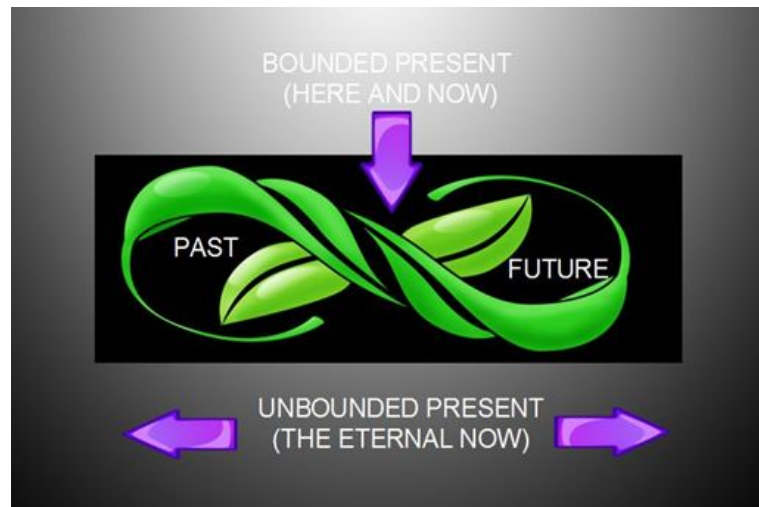 BOUNDED PRESENT
(HERE AND NOW)
PAST
FUTURE
UNBOUNDED PRESENT
(THE ETERNAL NOW)